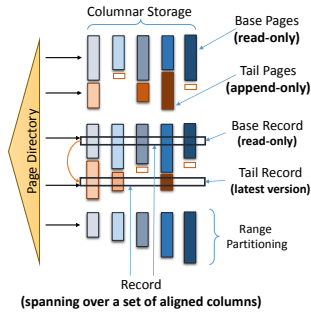 Columnar Storage
Base Pages
(read-only)
Tail Pages
(append-only)
Page Directory
Base Record
(read-only)
Tail Record
(latest version)
Range
Partitioning
Record
(spanning over a set of aligned columns)